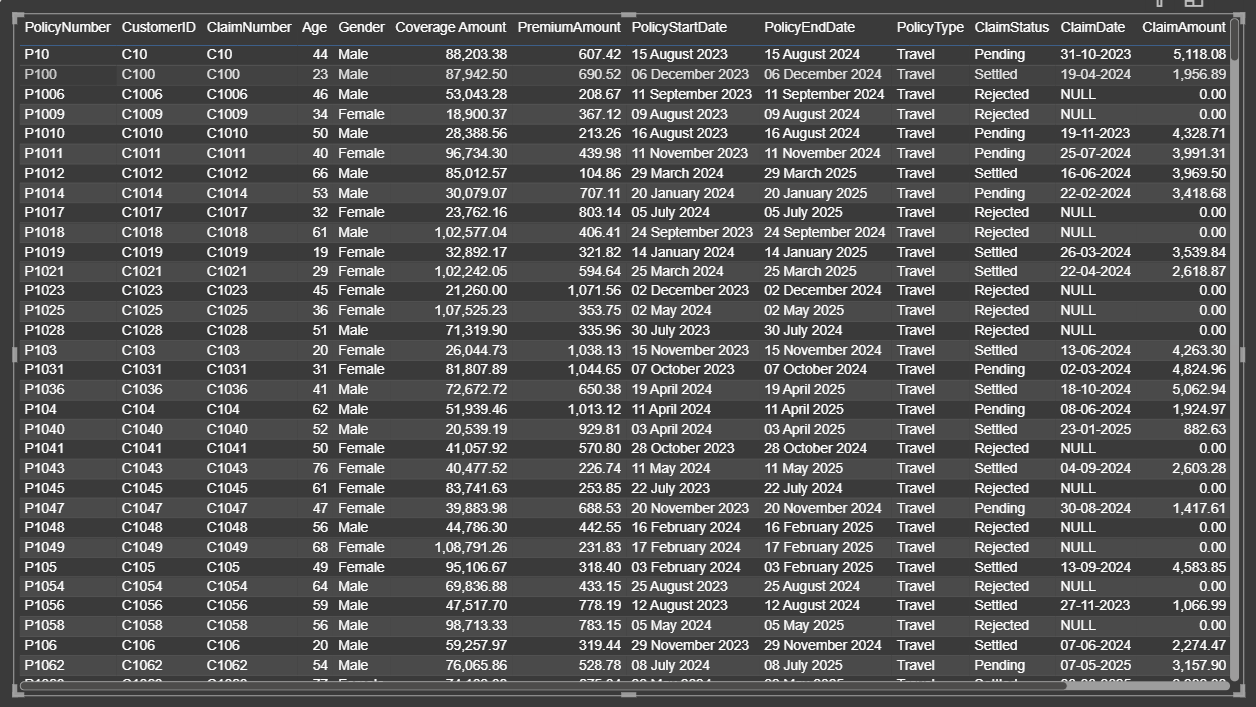 PolicyNumber CustomerID ClaimNumber Age Gender Coverage Amount PremiumAmount PolicyStartDate PolicyEndDate PolicyType ClaimStatus ClaimDate ClaimAmount
P10 C10 C10 44 Male 88,203.38 607.42 15 August 2023 15 August 2024 Travel Pending 31-10-2023 5,118.08
P100 C100 C100 23 Male 87,942.50 690.52 06 December 2023 06 December 2024 Travel Settled 19-04-2024 1,956.89
P1006 C1006 C1006 46 Male 53,043.28 208.67 11 September 2023 11 September 2024 Travel Rejected NULL 0.00
P1009 C1009 C1009 34 Female 18,900.37 367.12 09 August 2023 09 August 2024 Travel Rejected NULL 0.00
P1010 C1010 C1010 50 Male 28,388.56 213.26 16 August 2023 16 August 2024 Travel Pending 19-11-2023 4,328.71
P1011 C1011 C1011 40 Female 96,734.30 439.98 11 November 2023 11 November 2024 Travel Pending 25-07-2024 3,991.31
P1012 C1012 C1012 66 Male 85,012.57 104.86 29 March 2024 29 March 2025 Travel Settled 16-06-2024 3,969.50
P1014 C1014 C1014 53 Male 30,079.07 707.11 20 January 2024 20 January 2025 Travel Pending 22-02-2024 3,418.68
P1017 C1017 C1017 32 Female 23,762.16 803.14 05 July 2024 05 July 2025 Travel Rejected NULL 0.00
P1018 C1018 C1018 61 Male 1,02,577.04 406.41 24 September 2023 24 September 2024 Travel Rejected NULL 0.00
P1019 C1019 C1019 19 Female 32,892.17 321.82 14 January 2024 14 January 2025 Travel Settled 26-03-2024 3,539.84
P1021 C1021 C1021 29 Female 1,02,242.05 594.64 25 March 2024 25 March 2025 Travel Settled 22-04-2024 2,618.87
P1023 C1023 C1023 45 Female 21,260.00 1,071.56 02 December 2023 02 December 2024 Travel Rejected NULL 0.00
P1025 C1025 C1025 36 Female 1,07,525.23 353.75 02 May 2024 02 May 2025 Travel Rejected NULL 0.00
P1028 C1028 C1028 51 Male 71,319.90 335.96 30 July 2023 30 July 2024 Travel Rejected NULL 0.00
P103 C103 C103 20 Female 26,044.73 1,038.13 15 November 2023 15 November 2024 Travel Settled 13-06-2024 4,263.30
P1031 C1031 C1031 31 Female 81,807.89 1,044.65 07 October 2023 07 October 2024 Travel Pending 02-03-2024 4,824.96
P1036 C1036 C1036 41 Male 72,672.72 650.38 19 April 2024 19 April 2025 Travel Settled 18-10-2024 5,062.94
P104 C104 C104 62 Male 51,939.46 1,013.12 11 April 2024 11 April 2025 Travel Pending 08-06-2024 1,924.97
P1040 C1040 C1040 52 Male 20,539.19 929.81 03 April 2024 03 April 2025 Travel Settled 23-01-2025 882.63
P1041 C1041 C1041 50 Female 41,057.92 570.80 28 October 2023 28 October 2024 Travel Rejected NULL 0.00
P1043 C1043 C1043 76 Female 40,477.52 226.74 11 May 2024 11 May 2025 Travel Settled 04-09-2024 2,603.28
P1045 C1045 C1045 61 Female 83,741.63 253.85 22 July 2023 22 July 2024 Travel Rejected NULL 0.00
P1047 C1047 C1047 47 Female 39,883.98 688.53 20 November 2023 20 November 2024 Travel Pending 30-08-2024 1,417.61
P1048 C1048 C1048 56 Male 44,786.30 442.55 16 February 2024 16 February 2025 Travel Rejected NULL 0.00
P1049 C1049 C1049 68 Female 1,08,791.26 231.83 17 February 2024 17 February 2025 Travel Rejected NULL 0.00
P105 C105 C105 49 Female 95,106.67 318.40 03 February 2024 03 February 2025 Travel Settled 13-09-2024 4,583.85
P1054 C1054 C1054 64 Male 69,836.88 433.15 25 August 2023 25 August 2024 Travel Rejected NULL 0.00
P1056 C1056 C1056 59 Male 47,517.70 778.19 12 August 2023 12 August 2024 Travel Settled 27-11-2023 1,066.99
P1058 C1058 C1058 56 Male 98,713.33 783.15 05 May 2024 05 May 2025 Travel Rejected NULL 0.00
P106 C106 C106 20 Male 59,257.97 319.44 29 November 2023 29 November 2024 Travel Settled 07-06-2024 2,274.47
P1062 C1062 C1062 54 Male 76,065.86 528.78 08 July 2024 08 July 2025 Travel Pending 07-05-2025 3,157.90